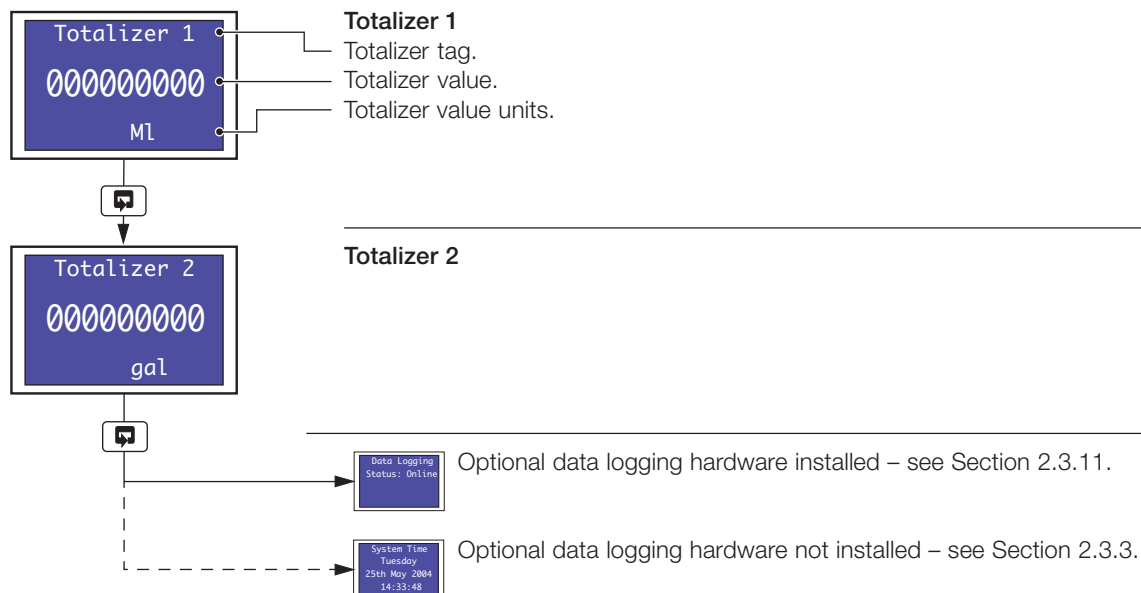 Totalizer 1
000000000
Ml
Totalizer 1
Totalizer tag.
Totalizer value.
Totalizer value units.
Totalizer 2
000000000
gal
Totalizer 2
Data Logging
Status: Online
Optional data logging hardware installed – see Section 2.3.11.
System Time
Tuesday
25th May 2004
14:33:48
Optional data logging hardware not installed – see Section 2.3.3.